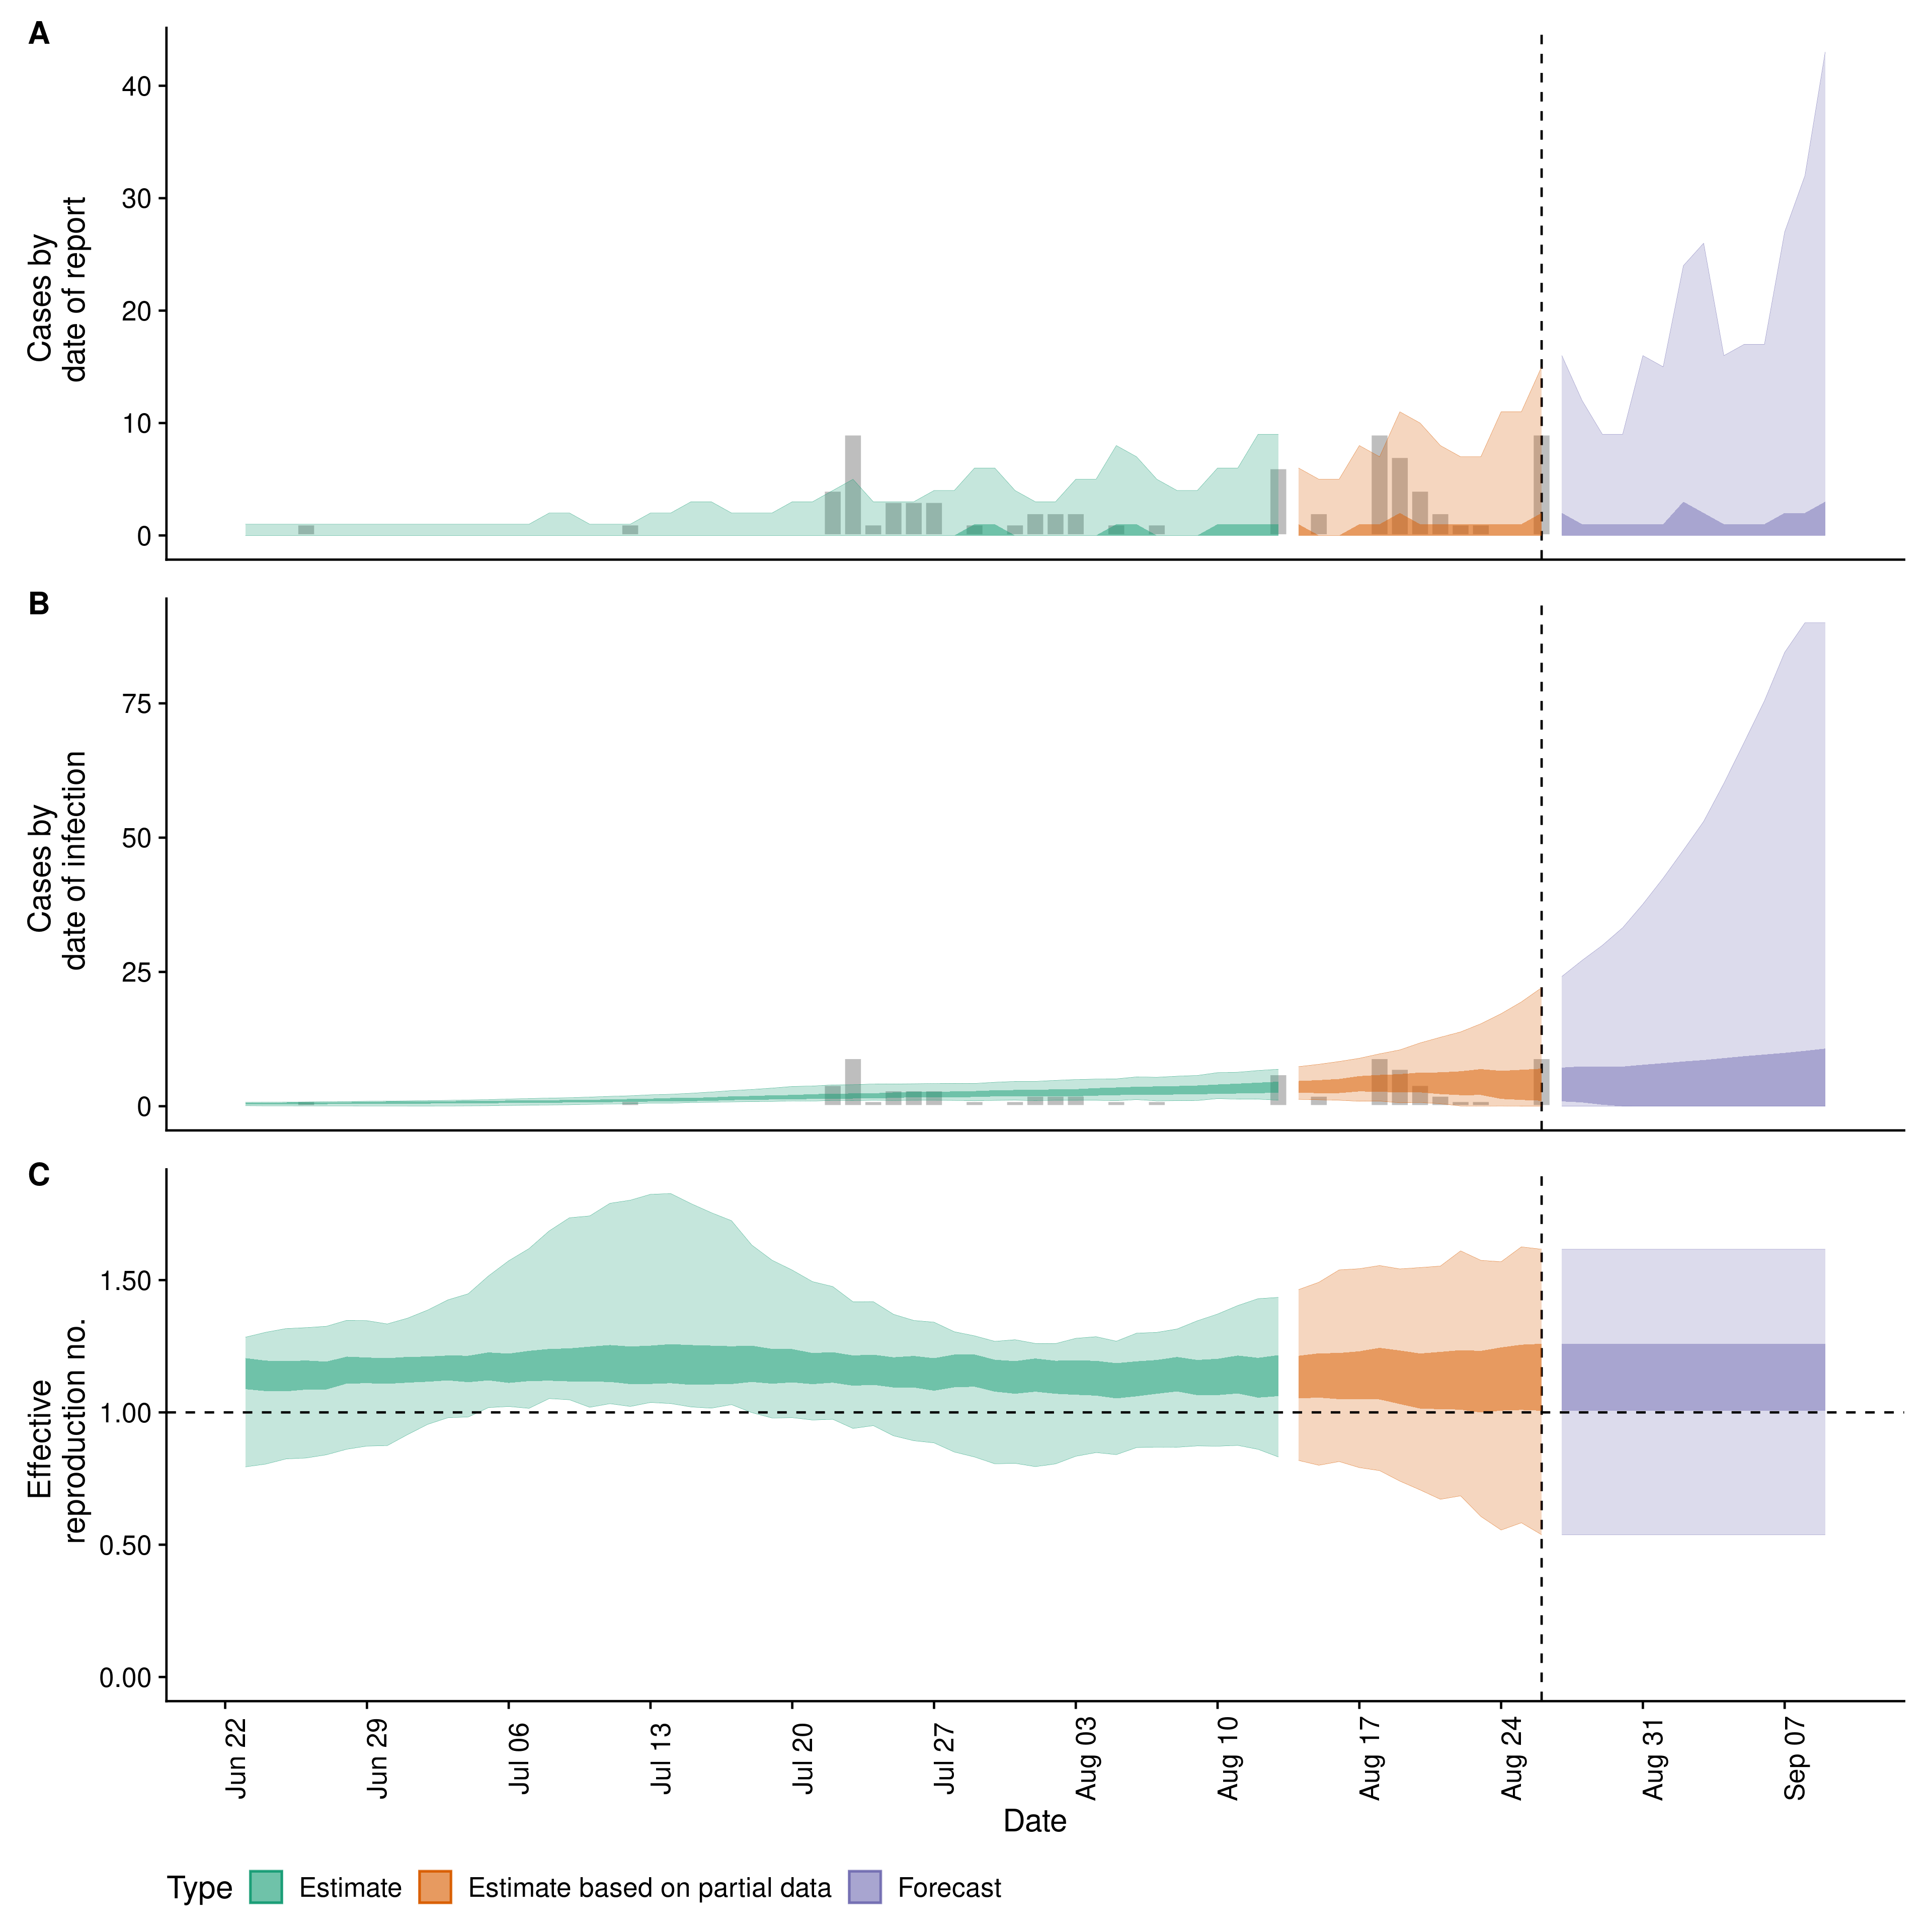 A
Cases by
date of report
40
30
20
10
0
B
Cases by
date of infection
75
50
25
0
C
Effective
reproduction no.
1.50
1.00
0.50
0.00
Jun 22
Jun 29
Jul 06
Jul 13
Jul 20
Jul 27
Aug 03
Aug 10
Aug 17
Aug 24
Aug 31
Sep 07
Date
Type
Estimate
Estimate based on partial data
Forecast